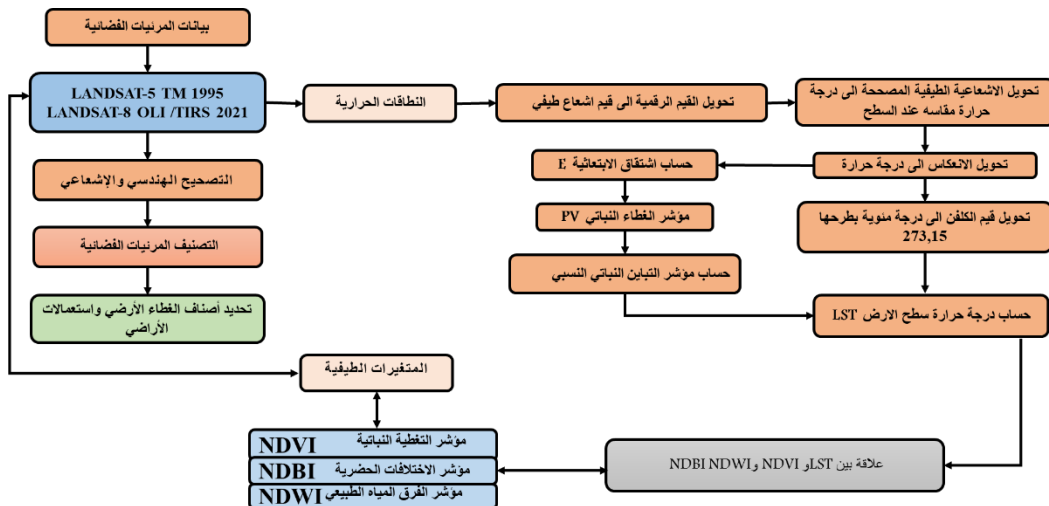 بيانات المرئيات الفضائية
LANDSAT-5 TM 1995
LANDSAT-8 OLI /TIRS 2021
النطاقات الحرارية
تحويل القيم الرقمية الى قيم اشعاع طيفي
تحويل الاشعاعية الطيفية المصححة الى درجة
حرارة مقاسه عند السطح
التصحيح الهندسي والإشعاعي
حساب اشتقاق الابتعاثية E
تحويل الانعكاس الى درجة حرارة
مؤشر الغطاء النباتي PV
تحويل قيم الكلفن الى درجة مئوية بطرحها
273,15
التصنيف المرئيات الفضائية
حساب مؤشر التباين النباتي النسبي
تحديد أصناف الغطاء الأرضي واستعمالات
الأراضي
حساب درجة حرارة سطح الارض LST
المتغيرات الطيفية
مؤشر التغطية النباتية NDVI
مؤشر الاختلافات الحضرية NDBI
مؤشر الفرق المياه الطبيعي NDWI
علاقة بين LSTو NDVI وNDBI NDWI